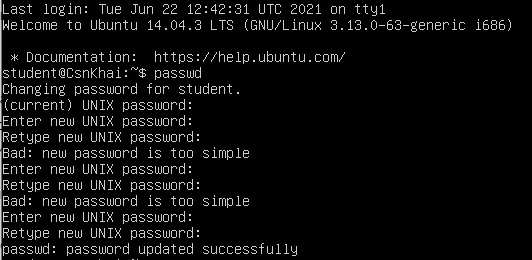 Last login: Tue Jun 22 12:42:31 UTC 2021 on tty1
Welcome to Ubuntu 14.04.3 LTS (GNU/Linux 3.13.0-63-generic i686)
* Documentation:  https://help.ubuntu.com/
student@CsnKhai:~$ passwd
Changing password for student.
(current) UNIX password:
Enter new UNIX password:
Retype new UNIX password:
Bad: new password is too simple
Enter new UNIX password:
Retype new UNIX password:
Bad: new password is too simple
Enter new UNIX password:
Retype new UNIX password:
passwd: password updated successfully